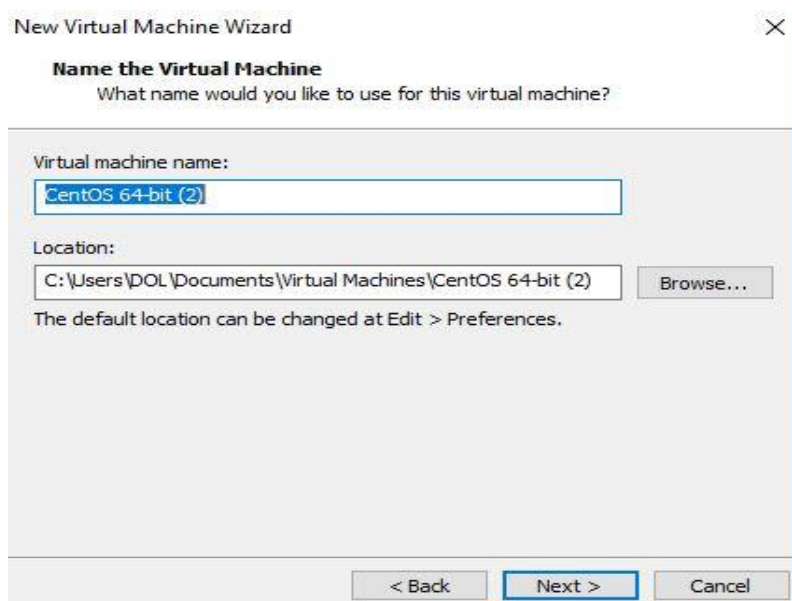 New Virtual Machine Wizard
Name the Virtual Machine
What name would you like to use for this virtual machine?
Virtual machine name:
CentOS 64-bit (2)
Location:
C:\Users\DOL\Documents\Virtual Machines\CentOS 64-bit (2)
Browse...
The default location can be changed at Edit > Preferences.
< Back
Next >
Cancel